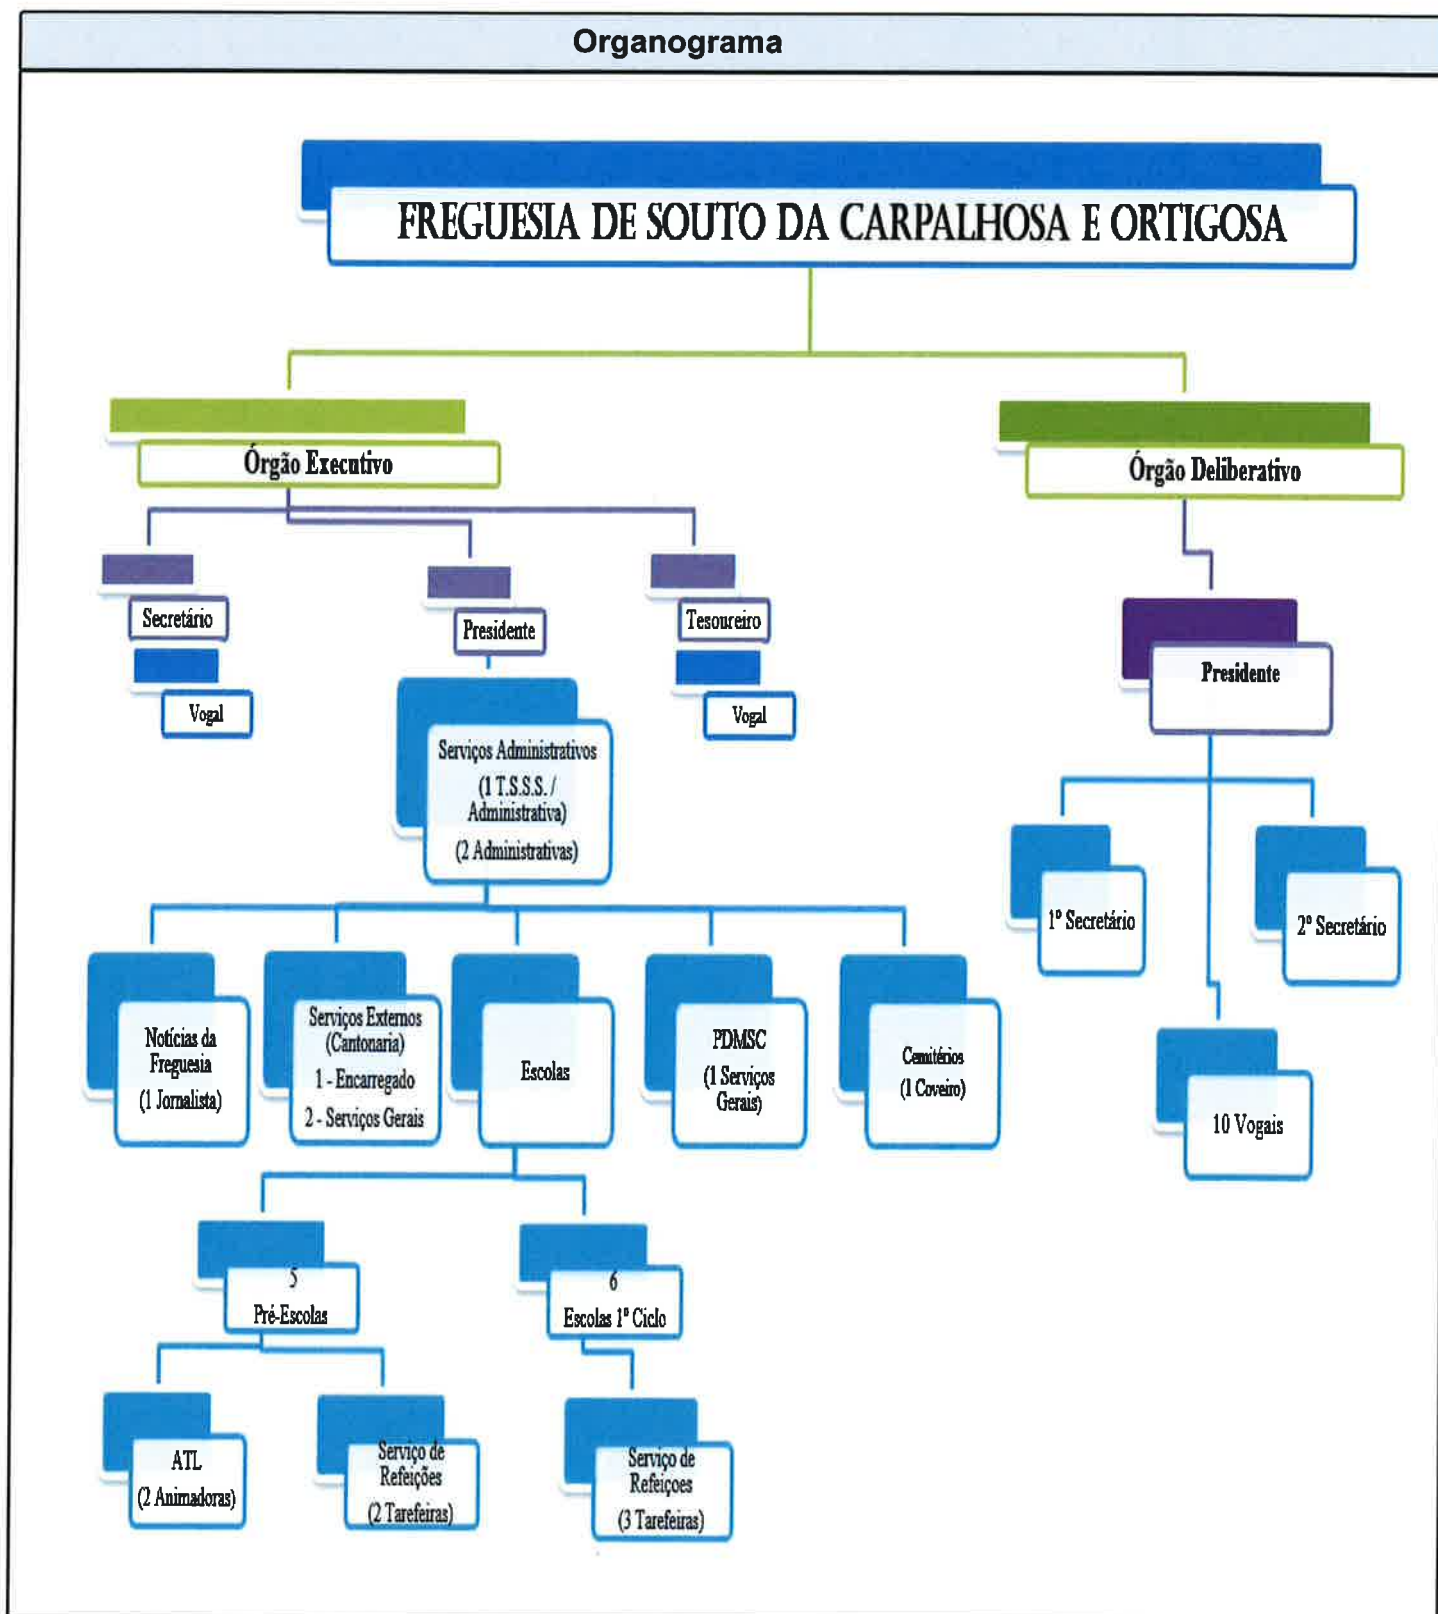 Organograma
FREGUESIA DE SOUTO DA CARPALHOSA E ORTIGOSA
Órgão Executivo
Órgão Deliberativo
Secretário
Presidente
Tesoureiro
Vogal
Vogal
Presidente
Serviços Administrativos
(1 T.S.S.S. /
Administrativa)
(2 Administrativas)
1º Secretário
2º Secretário
10 Vogais
Notícias da
Freguesia
(1 Jornalista)
Serviços Externos
(Cantonaria)
1 - Encarregado
2 - Serviços Gerais
Escolas
PDMSC
(1 Serviços
Gerais)
Cemitérios
(1 Coveiro)
5
Pré-Escolas
6
Escolas 1º Ciclo
ATL
(2 Animadoras)
Serviço de
Refeições
(2 Tarefeiras)
Serviço de
Refeiçoes
(3 Tarefeiras)